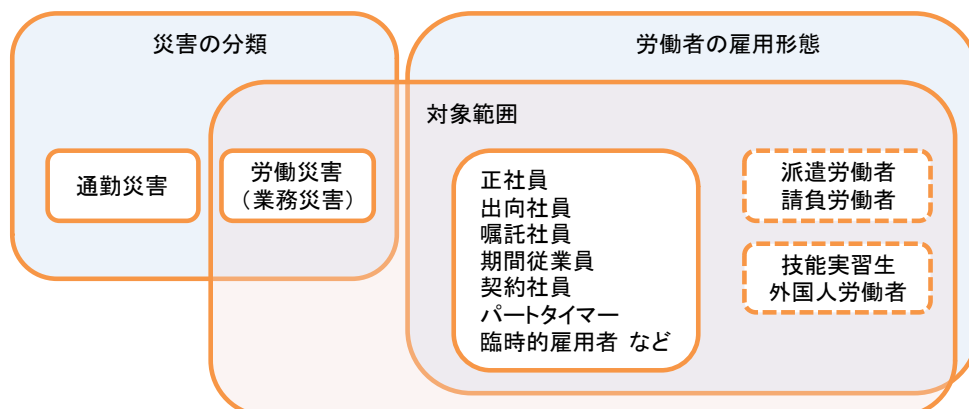 災害の分類
労働者の雇用形態
対象範囲
通勤災害
労働災害
（業務災害）
正社員
出向社員
嘱託社員
期間従業員
契約社員
パートタイマー
臨時的雇用者 など
派遣労働者
請負労働者
技能実習生
外国人労働者